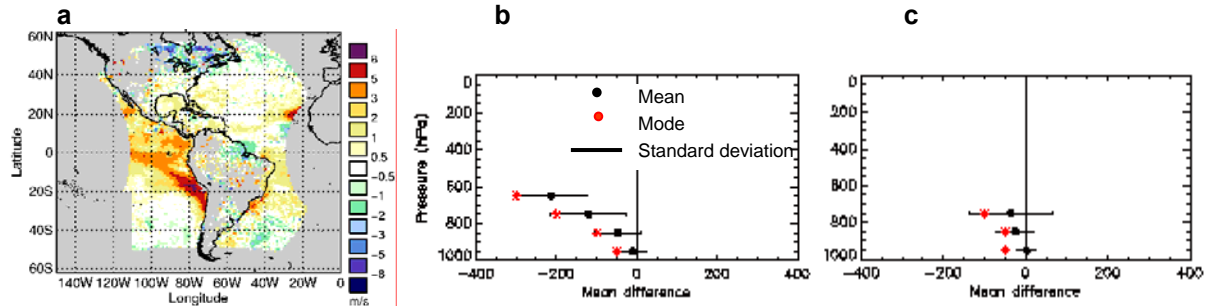 a
b
c
60N
40N
20N
0
20S
40S
60S
Latitude
140W 120W 100W 80W 60W 40W 20W 0
Longitude
6
5
3
2
1
0.5
-0.5
-1
-2
-3
-5
-8
m/s
0
200
400
600
800
1000
Pressure (hPa)
Mean
Mode
Standard deviation
-400 -200 0 200 400
Mean difference
0
200
400
600
800
1000
-400 -200 0 200 400
Mean difference